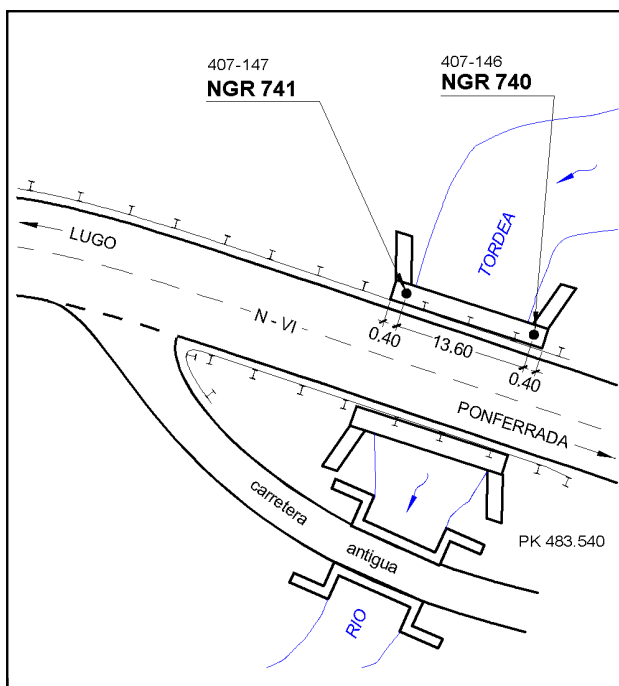 407-147
NGR 741
407-146
NGR 740
TORDEA
LUGO
N - VI
0.40
13.60
0.40
PONFERRADA
carretera
antigua
PK 483.540
RIO